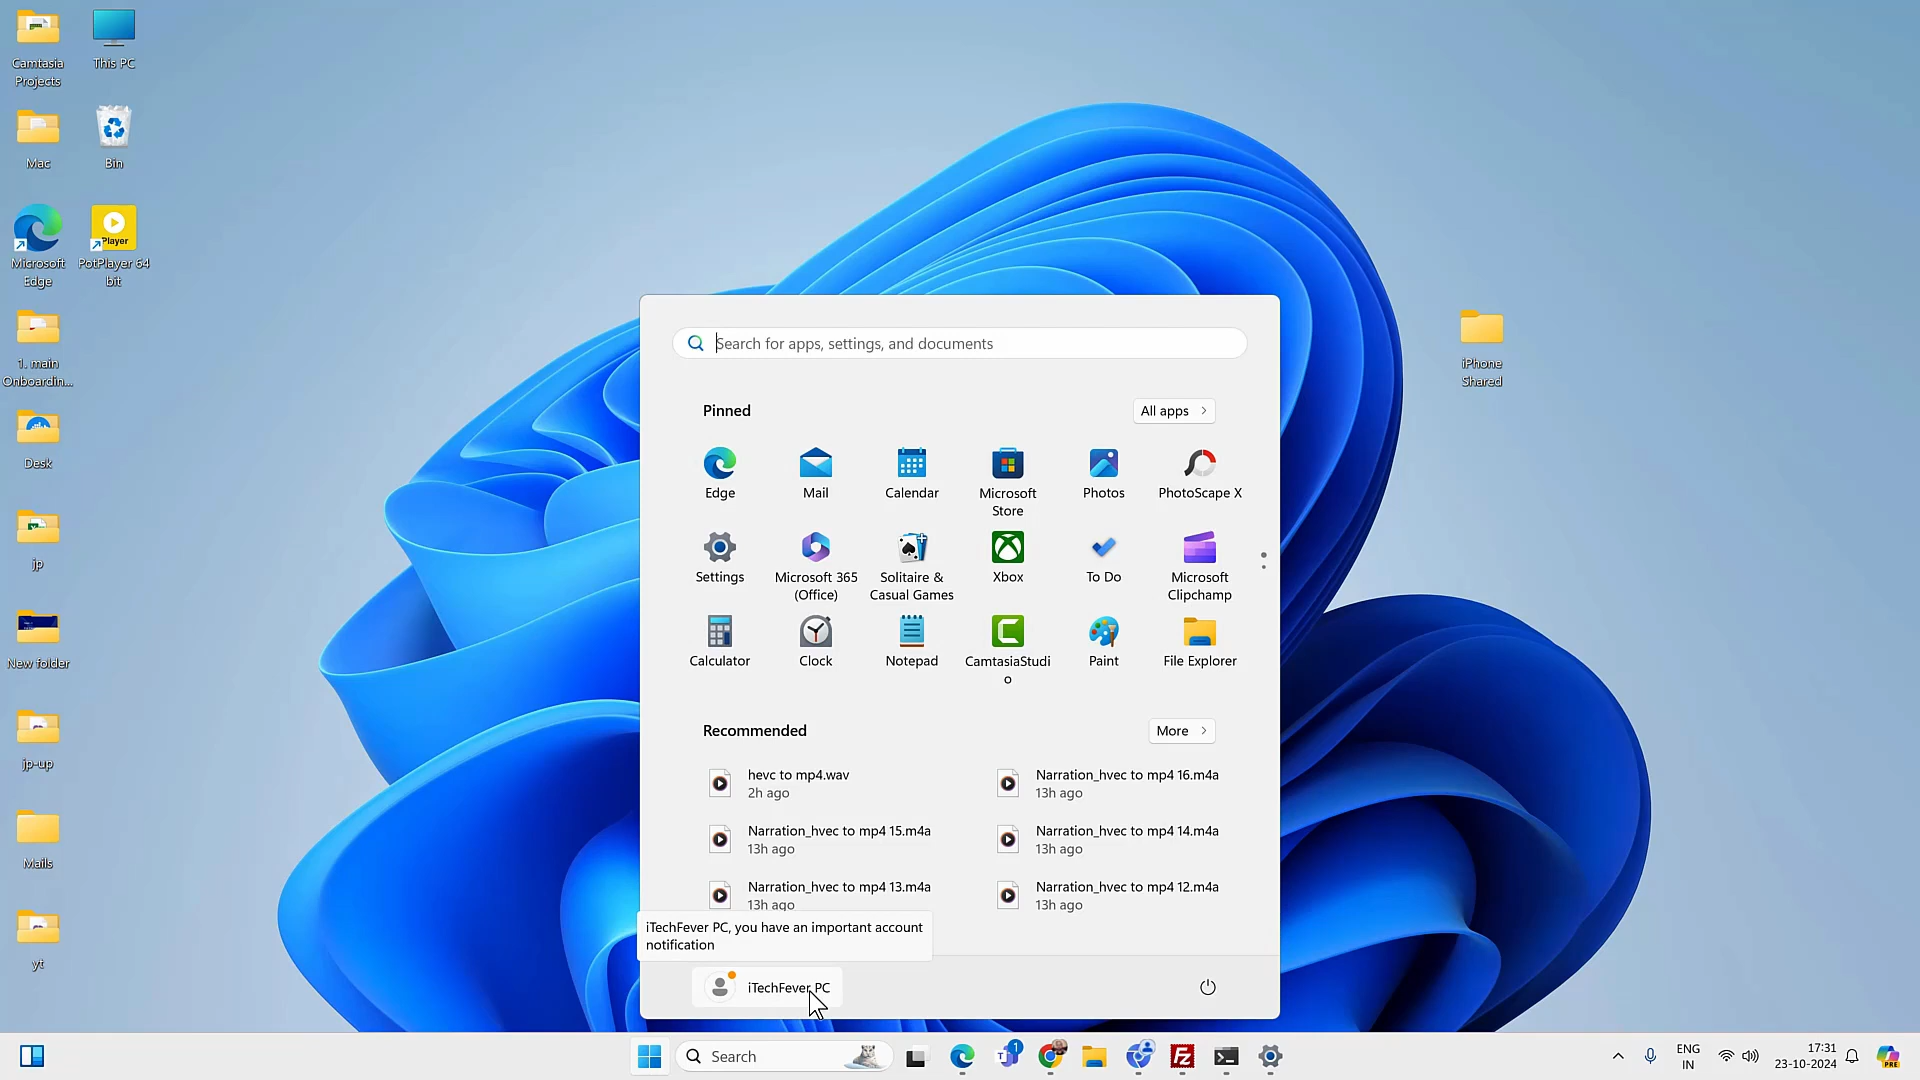 Camtasia
Projects
This PC
Mac
Bin
Microsoft
Edge
Player
PotPlayer 64
bit
1. main
Onboardin...
Desk
jp
New folder
jp-up
Mails
yt
iPhone
Shared
Search for apps, settings, and documents
Pinned
All apps
Edge
Mail
Calendar
Microsoft
Store
Photos
PhotoScape X
Settings
Microsoft 365
(Office)
Solitaire &
Casual Games
Xbox
To Do
Microsoft
Clipchamp
Calculator
Clock
Notepad
CamtasiaStudi
o
Paint
File Explorer
Recommended
More
hevc to mp4.wav
2h ago
Narration_hvec to mp4 16.m4a
13h ago
Narration_hvec to mp4 15.m4a
13h ago
Narration_hvec to mp4 14.m4a
13h ago
Narration_hvec to mp4 13.m4a
13h ago
Narration_hvec to mp4 12.m4a
13h ago
iTechFever PC, you have an important account
notification
iTechFever PC
Search
1
ENG
IN
17:31
23-10-2024
PRE